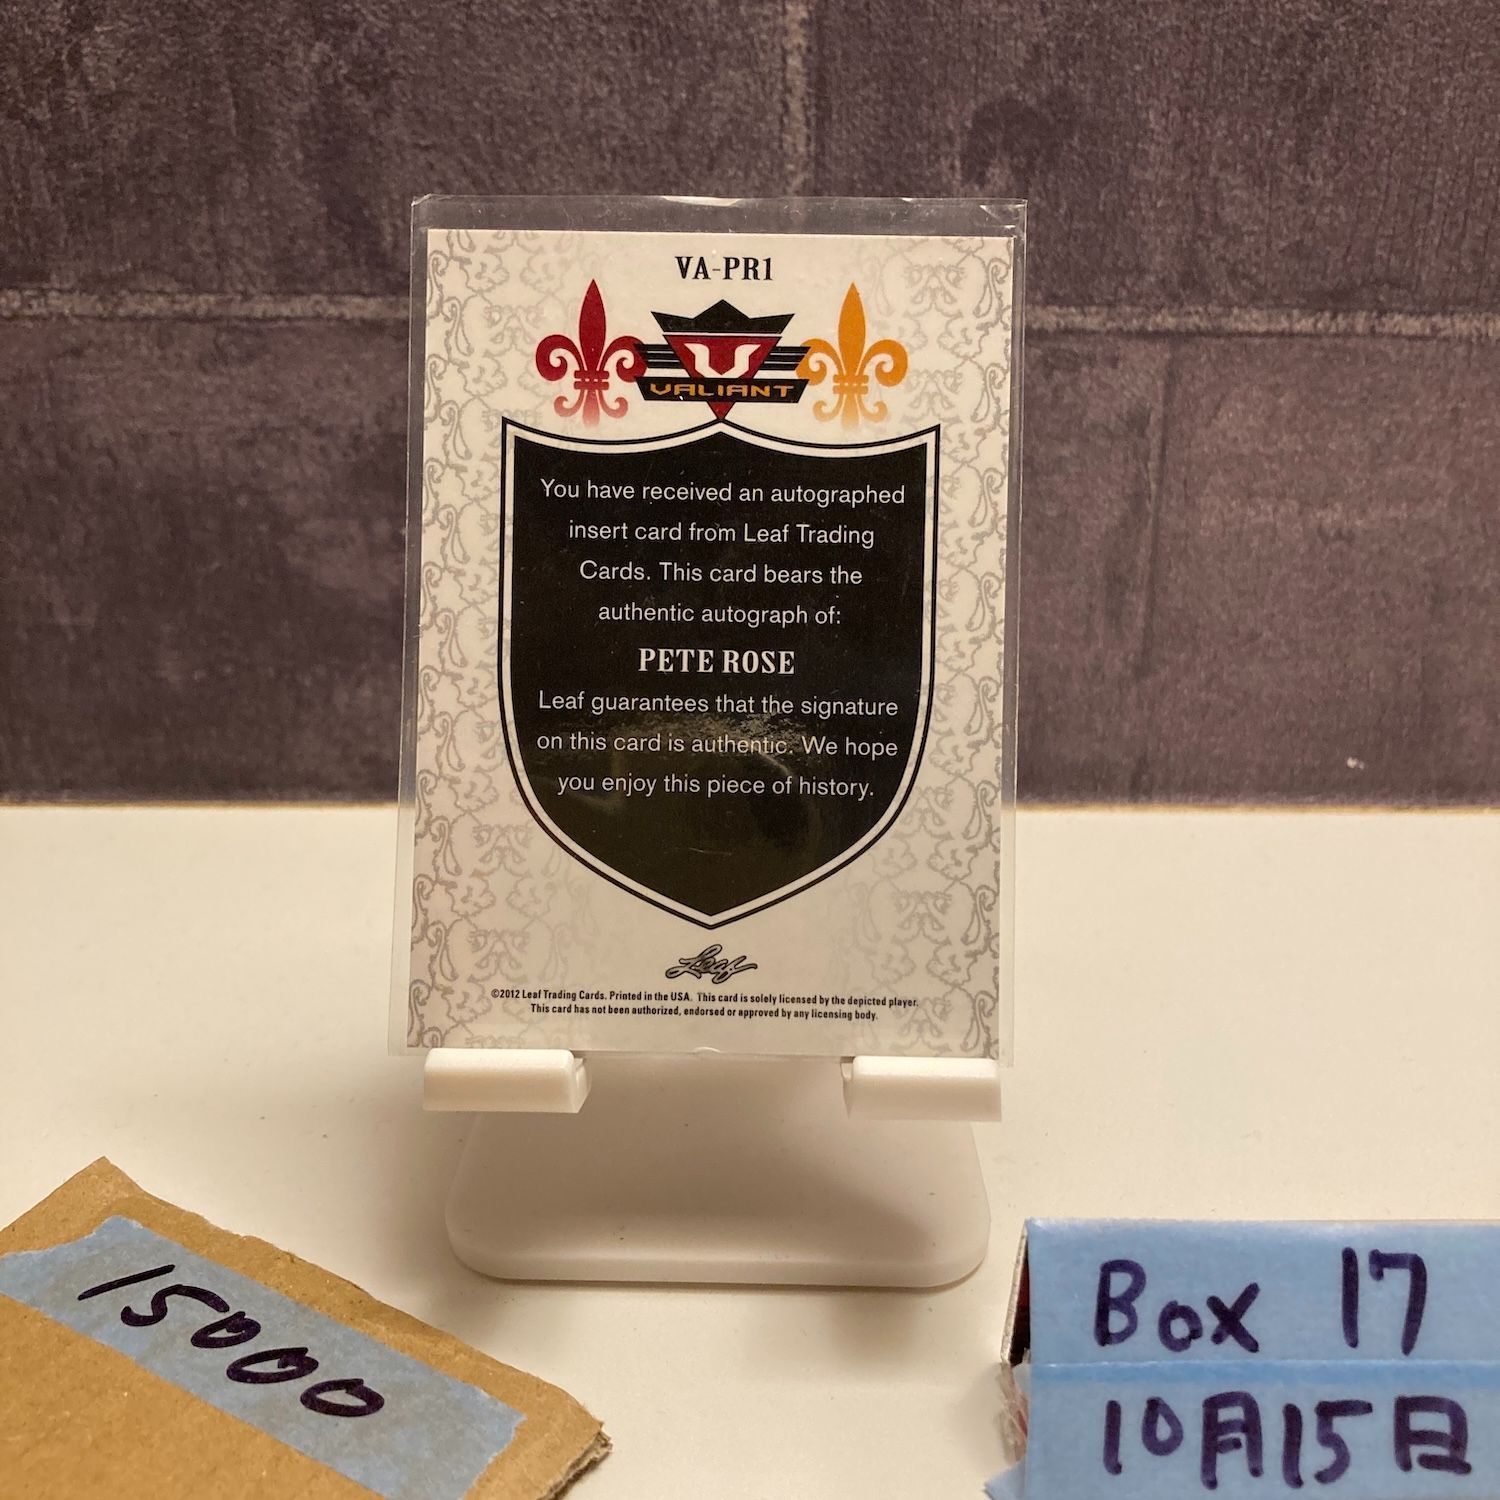 VA-PR1
VALIANT
You have received an autographed
insert card from Leaf Trading
Cards. This card bears the
authentic autograph of:
PETE ROSE
Leaf guarantees that the signature
on this card is authentic. We hope
you enjoy this piece of history.
Leaf
©2012 Leaf Trading Cards. Printed in the USA. This card is solely licensed by the depicted player.
This card has not been authorized, endorsed or approved by any licensing body.
15000
Box 17
10月15日